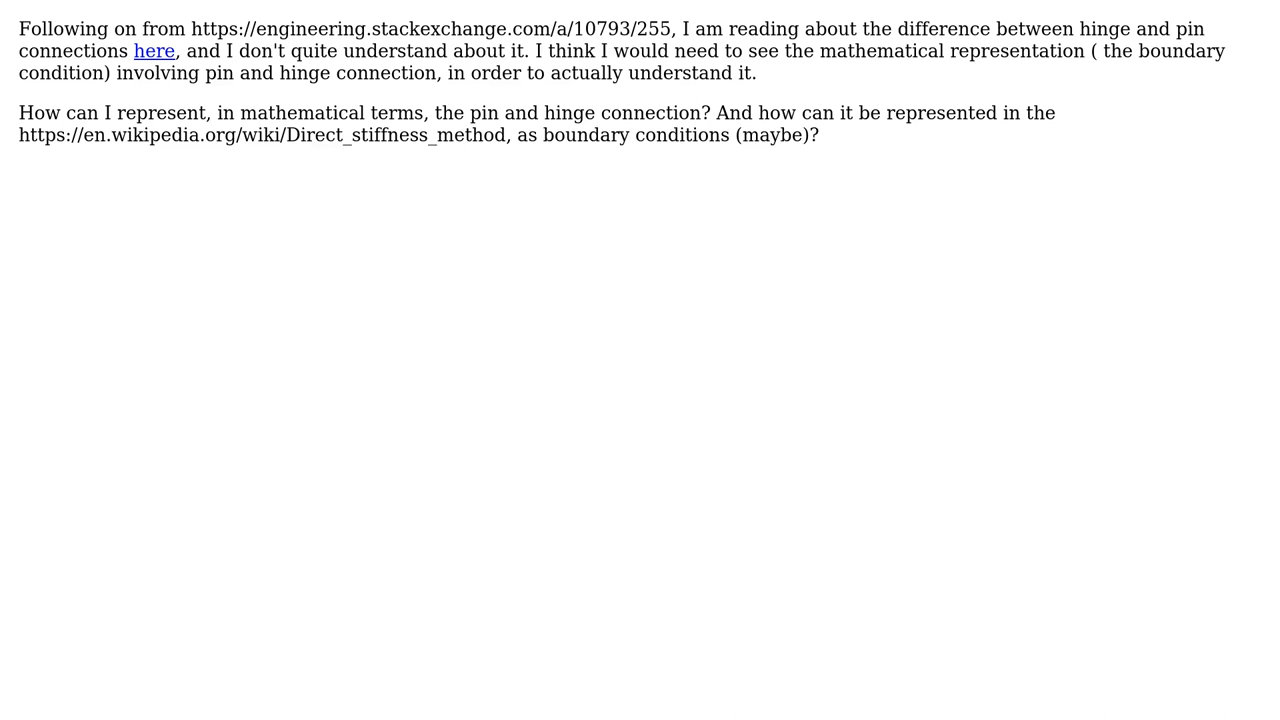 Following on from https://engineering.stackexchange.com/a/10793/255, I am reading about the difference between hinge and pin
connections here, and I don't quite understand about it. I think I would need to see the mathematical representation ( the boundary
condition) involving pin and hinge connection, in order to actually understand it.
How can I represent, in mathematical terms, the pin and hinge connection? And how can it be represented in the
https://en.wikipedia.org/wiki/Direct_stiffness_method, as boundary conditions (maybe)?